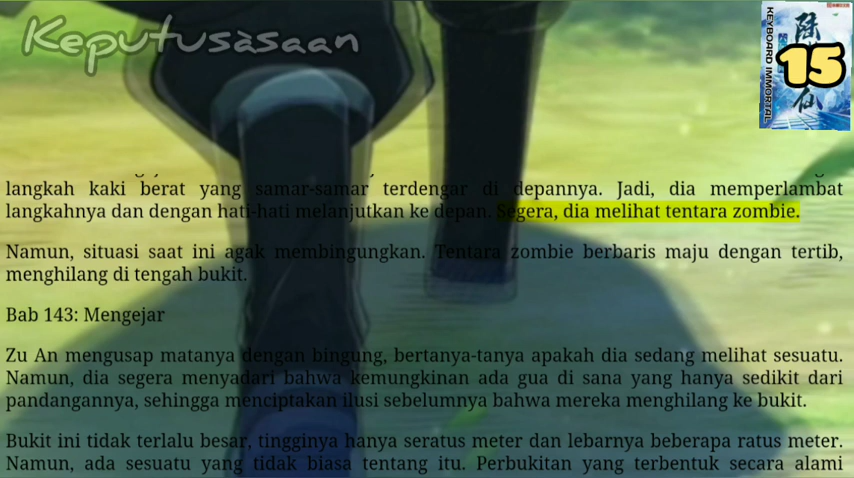 Keputusasaan
KEYBOARD IMMORTAL
15
langkah kaki berat yang samar-samar terdengar di depannya. Jadi, dia memperlambat
langkahnya dan dengan hati-hati melanjutkan ke depan. Segera, dia melihat tentara zombie.
Namun, situasi saat ini agak membingungkan. Tentara zombie berbaris maju dengan tertib,
menghilang di tengah bukit.
Bab 143: Mengejar
Zu An mengusap matanya dengan bingung, bertanya-tanya apakah dia sedang melihat sesuatu.
Namun, dia segera menyadari bahwa kemungkinan ada gua di sana yang hanya sedikit dari
pandangannya, sehingga menciptakan ilusi sebelumnya bahwa mereka menghilang ke bukit.
Bukit ini tidak terlalu besar, tingginya hanya seratus meter dan lebarnya beberapa ratus meter.
Namun, ada sesuatu yang tidak biasa tentang itu. Perbukitan yang terbentuk secara alami